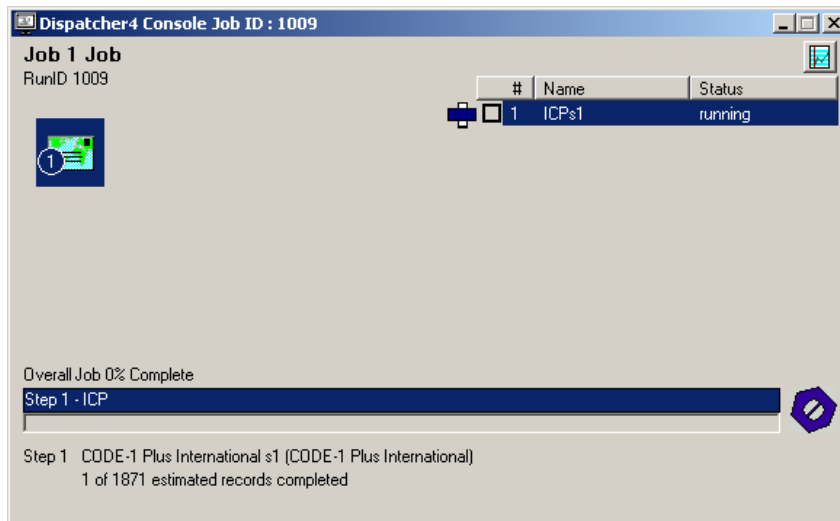 Dispatcher4 Console Job ID : 1009
Job 1 Job
RunID 1009
# Name Status
1 ICPs1 running
1
Overall Job 0% Complete
Step 1 - ICP
Step 1 CODE-1 Plus International s1 (CODE-1 Plus International)
1 of 1871 estimated records completed